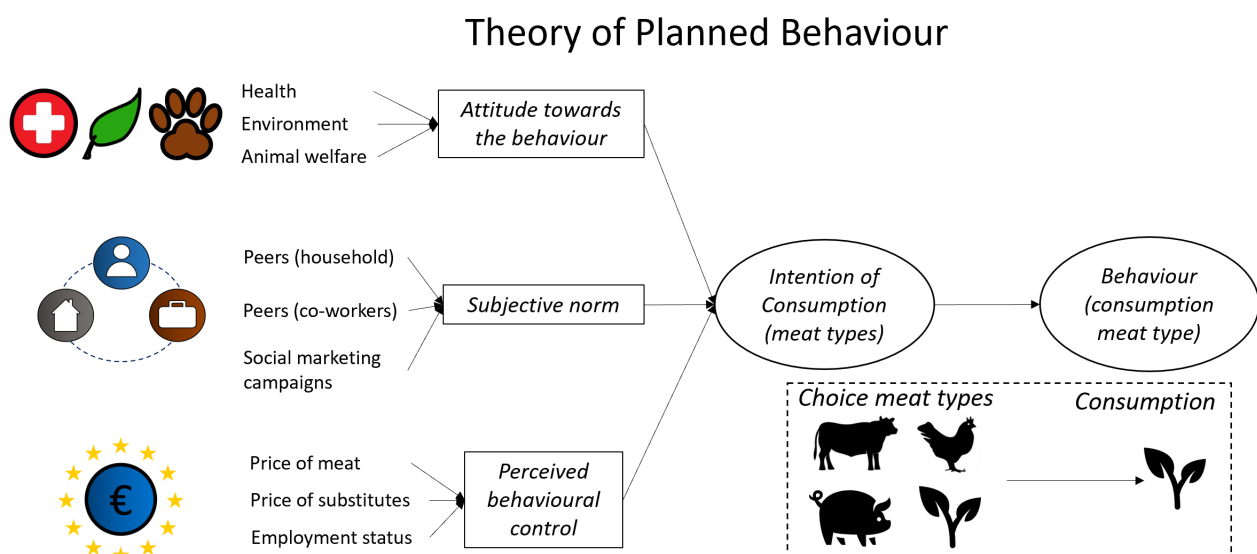 Theory of Planned Behaviour
Health
Environment
Animal welfare
Attitude towards
the behaviour
Peers (household)
Peers (co-workers)
Social marketing
campaigns
Subjective norm
Intention of
Consumption
(meat types)
Behaviour
(consumption
meat type)
Choice meat types
Consumption
€
Price of meat
Price of substitutes
Employment status
Perceived
behavioural
control